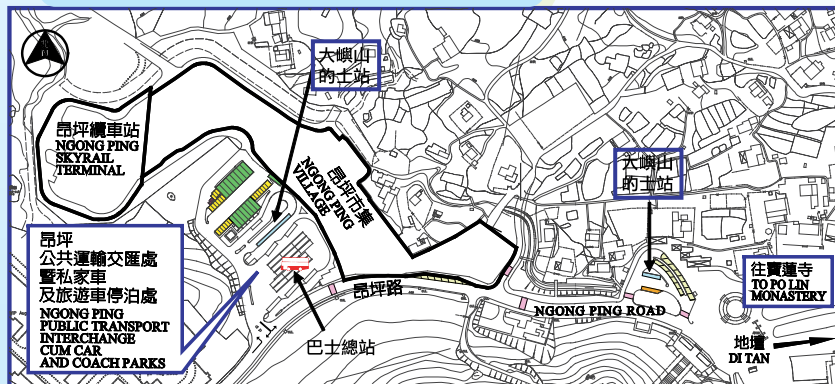 大嶼山
的士站
昂坪纜車站
NGONG PING
SKYRAIL
TERMINAL
昂坪市集
NGONG PING
VILLAGE
大嶼山
的士站
昂坪
公共運輸交匯處
暨私家車
及旅遊車停泊處
NGONG PING
PUBLIC TRANSPORT
INTERCHANGE
CUM CAR
AND COACH PARKS
昂坪路
NGONG PING ROAD
巴士總站
往寶蓮寺
TO PO LIN
MONASTERY
地壇
DI TAN